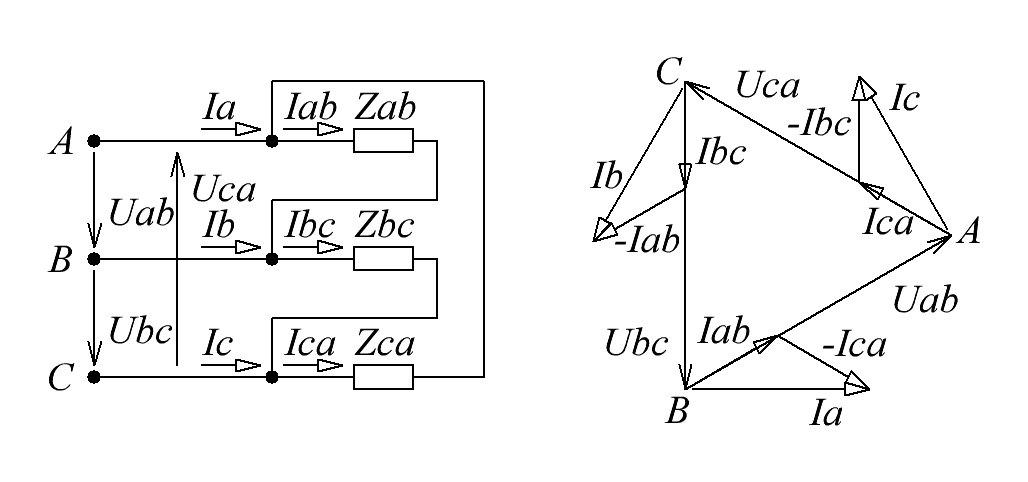 Ia Iab Zab
A
Uab Uca
Ib Ibc Zbc
B
Ubc
Ic Ica Zca
C
C Uca Ic
-Ibc
Ibc
Ib
Ica A
-Iab
Uab
Ubc Iab -Ica
B Ia